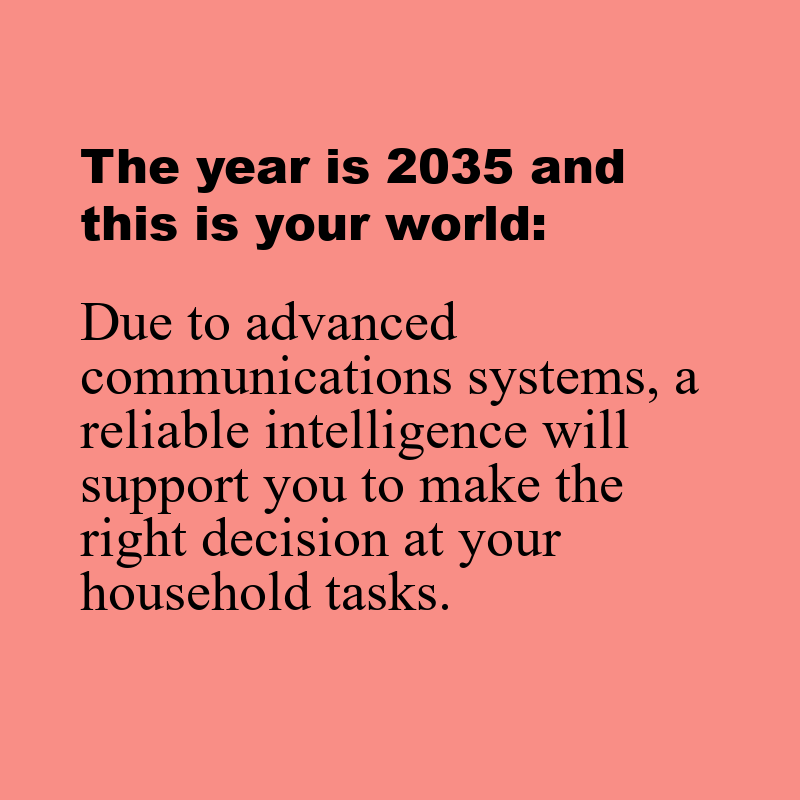 The year is 2035 and
this is your world:
Due to advanced
communications systems, a
reliable intelligence will
support you to make the
right decision at your
household tasks.